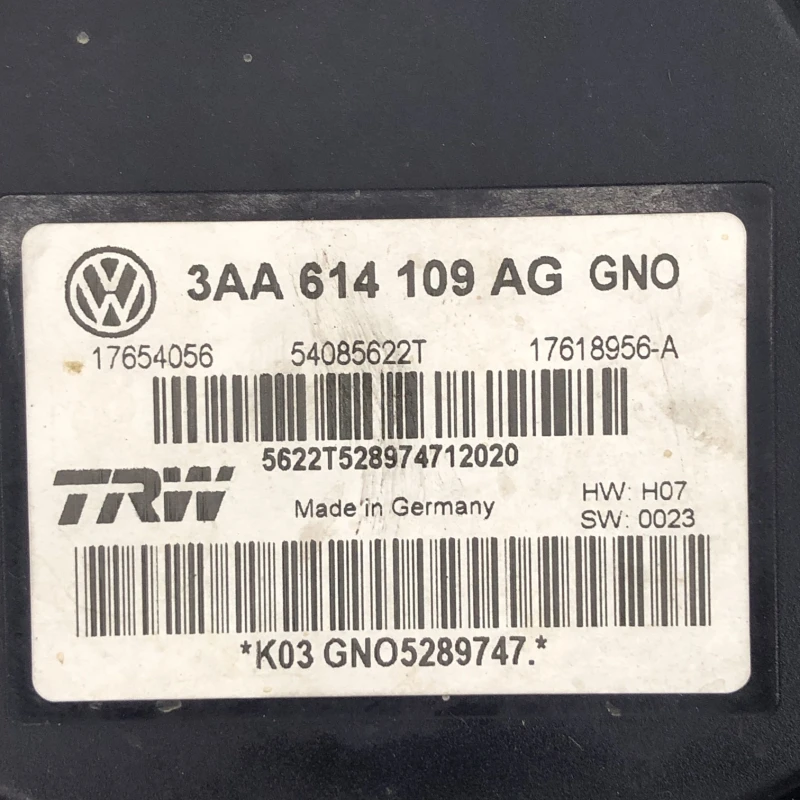 3AA 614 109 AG GNO
17654056 54085622T 17618956-A
5622T528974712020
TRW Made in Germany HW: H07
SW: 0023
*K03 GNO5289747.*